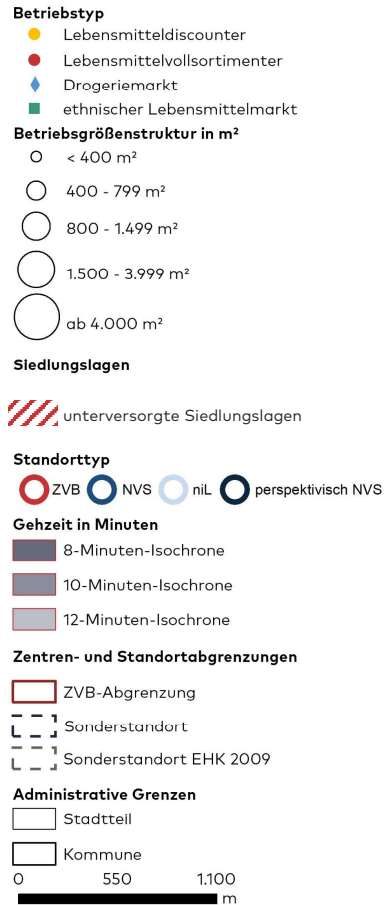 Betriebstyp
Lebensmitteldiscounter
Lebensmittelvollsortimenter
Drogeriemarkt
ethnischer Lebensmittelmarkt
Betriebsgrößenstruktur in m²
< 400 m²
400 - 799 m²
800 - 1.499 m²
1.500 - 3.999 m²
ab 4.000 m²
Siedlungslagen
unterversorgte Siedlungslagen
Standorttyp
ZVB NVS niL perspektivisch NVS
Gehzeit in Minuten
8-Minuten-Isochrone
10-Minuten-Isochrone
12-Minuten-Isochrone
Zentren- und Standortabgrenzungen
ZVB-Abgrenzung
Sonderstandort
Sonderstandort EHK 2009
Administrative Grenzen
Stadtteil
Kommune
0 550 1.100
m